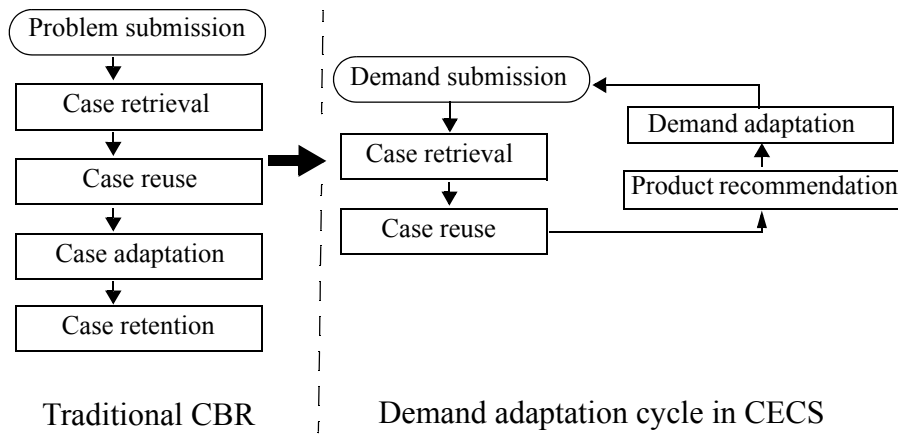 Problem submission
Case retrieval
Case reuse
Case adaptation
Case retention
Traditional CBR
Demand submission
Case retrieval
Case reuse
Demand adaptation
Product recommendation
Demand adaptation cycle in CECS